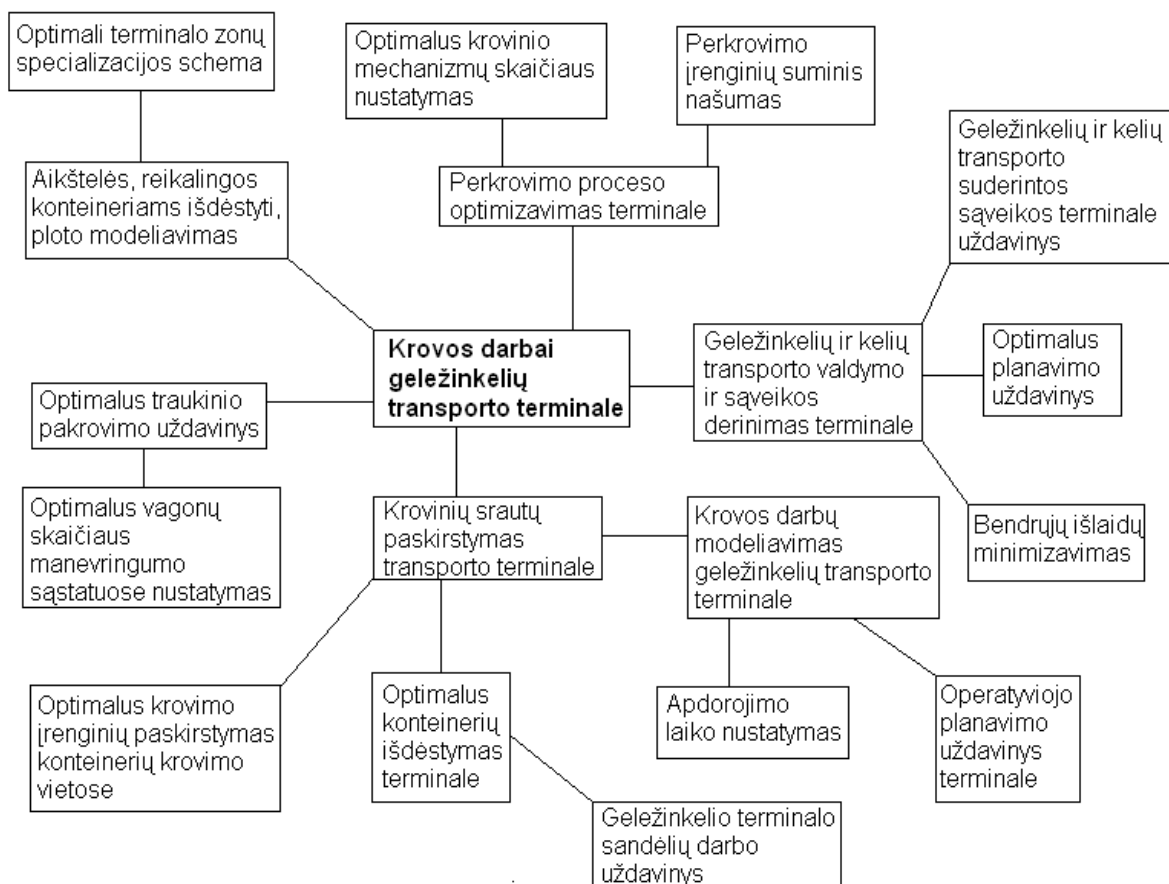 Optimali terminalo zonų
specializacijos schema
Optimalus krovinio
mechanizmų skaičiaus
nustatymas
Perkrovimo
įrenginių suminis
našumas
Geležinkelių ir kelių
transporto
suderintos
sąveikos terminale
uždavinys
Aikštelės, reikalingos
konteineriams išdėstyti,
ploto modeliavimas
Perkrovimo proceso
optimizavimas terminale
Krovos darbai
geležinkelių
transporto terminale
Geležinkelių ir kelių
transporto valdymo
ir sąveikos
derinimas terminale
Optimalus
planavimo
uždavinys
Optimalus traukinio
pakrovimo uždavinys
Optimalus vagonų
skaičiaus
manevringumo
sąstatuose nustatymas
Krovinių srautų
paskirstymas
transporto terminale
Krovos darbų
modeliavimas
geležinkelių transporto
terminale
Bendrųjų išlaidų
minimizavimas
Optimalus krovimo
įrenginių paskirstymas
konteinerių krovimo
vietose
Optimalus
konteinerių
išdėstymas
terminale
Apdorojimo
laiko nustatymas
Operatyviojo
planavimo
uždavinys
terminale
Geležinkelio terminalo
sandėlių darbo
uždavinys